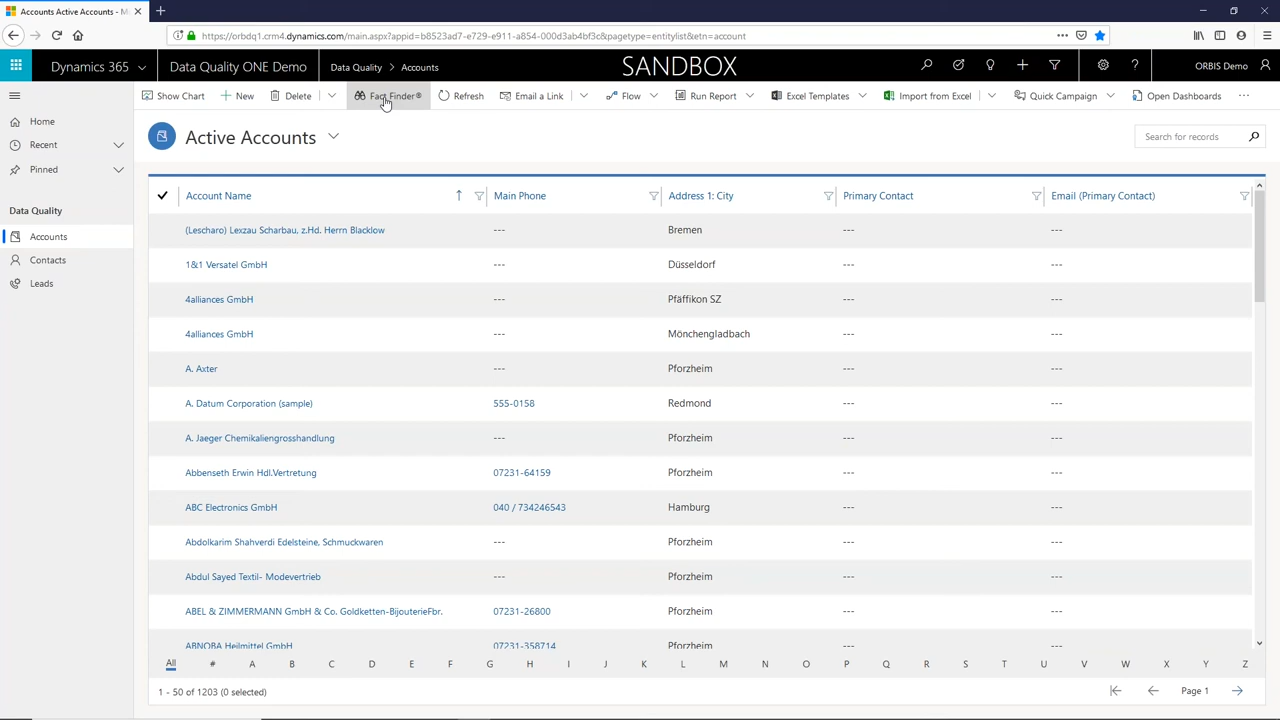 Accounts Active Accounts - M
https://orbdq1.crm4.dynamics.com/main.aspx?appid=b8523ad7-e729-e911-a854-000d3ab4bf3c&pagetype=entitylist&etn=account
Dynamics 365 Data Quality ONE Demo Data Quality > Accounts SANDBOX ORBIS Demo
Show Chart New Delete Fact Finder® Refresh Email a Link Flow Run Report Excel Templates Import from Excel Quick Campaign Open Dashboards
Home
Recent
Pinned
Data Quality
Accounts
Contacts
Leads
Active Accounts Search for records
Account Name Main Phone Address 1: City Primary Contact Email (Primary Contact)
(Lescharo) Lexzau Scharbau, z.Hd. Herrn Blacklow --- Bremen --- ---
1&1 Versatel GmbH --- Düsseldorf --- ---
4alliances GmbH --- Pfäffikon SZ --- ---
4alliances GmbH --- Mönchengladbach --- ---
A. Axter --- Pforzheim --- ---
A. Datum Corporation (sample) 555-0158 Redmond --- ---
A. Jaeger Chemikaliengrosshandlung --- Pforzheim --- ---
Abbenseth Erwin Hdl.Vertretung 07231-64159 Pforzheim --- ---
ABC Electronics GmbH 040 / 734246543 Hamburg --- ---
Abdolkarim Shahverdi Edelsteine, Schmuckwaren --- Pforzheim --- ---
Abdul Sayed Textil- Modevertrieb --- Pforzheim --- ---
ABEL & ZIMMERMANN GmbH & Co. Goldketten-BijouterieFbr. 07231-26800 Pforzheim --- ---
ABNOBA Heilmittel GmbH 07231-358714 Pforzheim --- ---
All # A B C D E F G H I J K L M N O P Q R S T U V W X Y Z
1 - 50 of 1203 (0 selected) Page 1